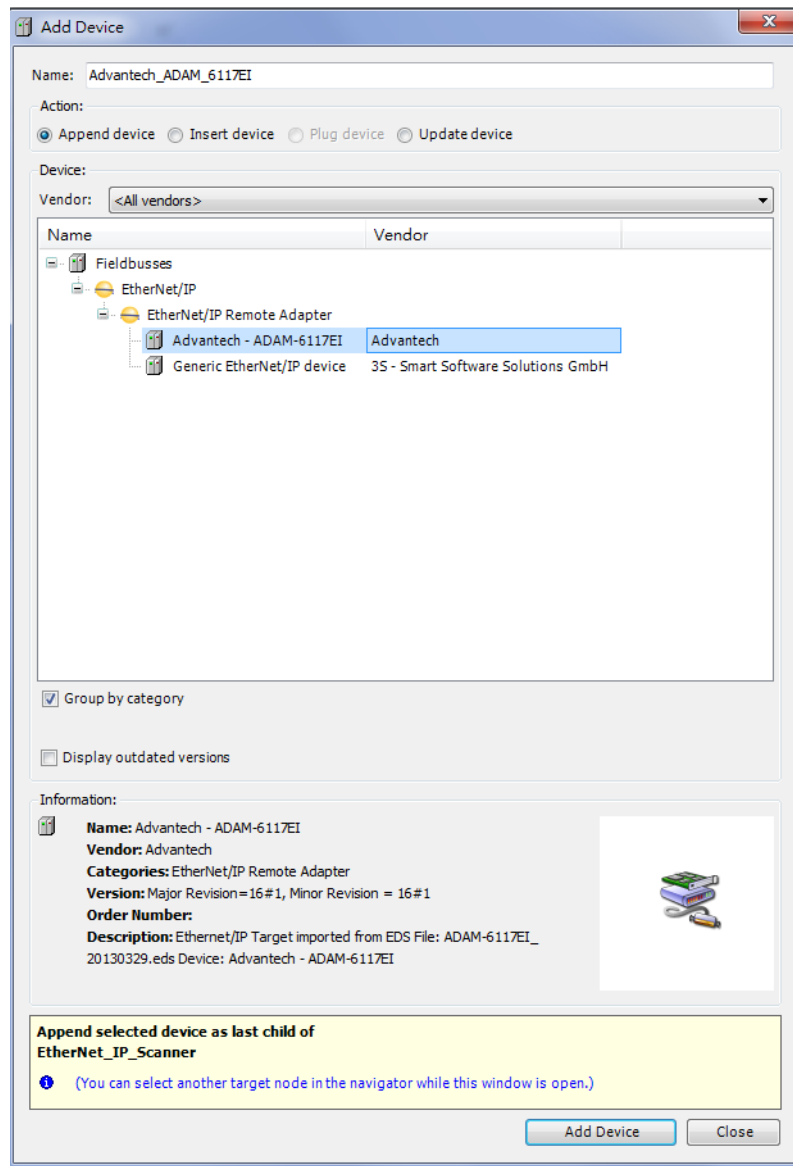 Add Device
Name: Advantech_ADAM_6117EI
Action:
Append device Insert device Plug device Update device
Device:
Vendor: <All vendors>
Name Vendor
Fieldbusses
EtherNet/IP
EtherNet/IP Remote Adapter
Advantech - ADAM-6117EI Advantech
Generic EtherNet/IP device 3S - Smart Software Solutions GmbH
Group by category
Display outdated versions
Information:
Name: Advantech - ADAM-6117EI
Vendor: Advantech
Categories: EtherNet/IP Remote Adapter
Version: Major Revision=16#1, Minor Revision = 16#1
Order Number:
Description: Ethernet/IP Target imported from EDS File: ADAM-6117EI_
20130329.eds Device: Advantech - ADAM-6117EI
Append selected device as last child of
EtherNet_IP_Scanner
(You can select another target node in the navigator while this window is open.)
Add Device Close